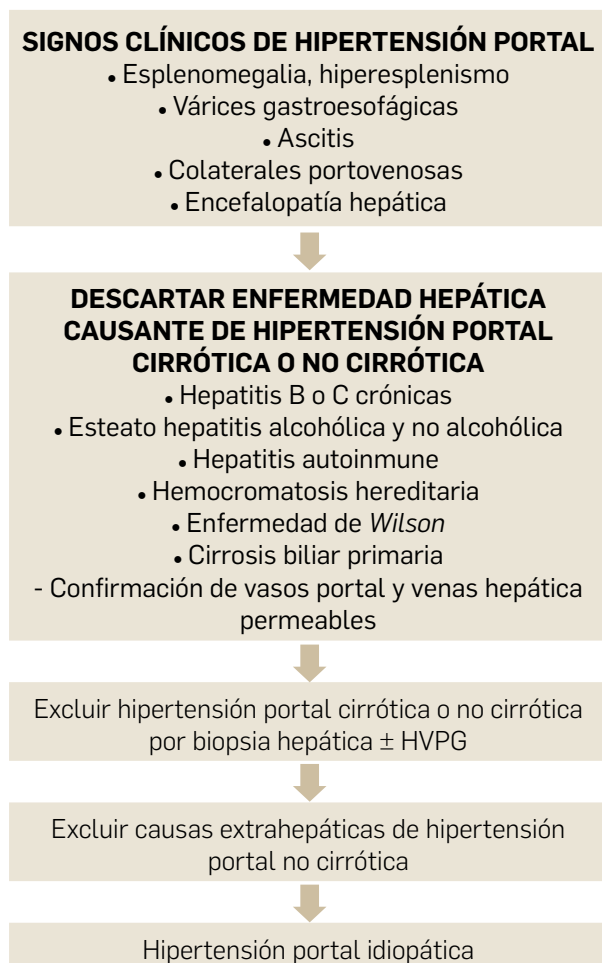 SIGNOS CLÍNICOS DE HIPERTENSIÓN PORTAL
• Esplenomegalia, hiperesplenismo
• Várices gastroesofágicas
• Ascitis
• Colaterales portovenosas
• Encefalopatía hepática
DESCARTAR ENFERMEDAD HEPÁTICA
CAUSANTE DE HIPERTENSIÓN PORTAL
CIRRÓTICA O NO CIRRÓTICA
• Hepatitis B o C crónicas
• Esteato hepatitis alcohólica y no alcohólica
• Hepatitis autoinmune
• Hemocromatosis hereditaria
• Enfermedad de Wilson
• Cirrosis biliar primaria
- Confirmación de vasos portal y venas hepática
permeables
Excluir hipertensión portal cirrótica o no cirrótica
por biopsia hepática ± HVPG
Excluir causas extrahepáticas de hipertensión
portal no cirrótica
Hipertensión portal idiopática